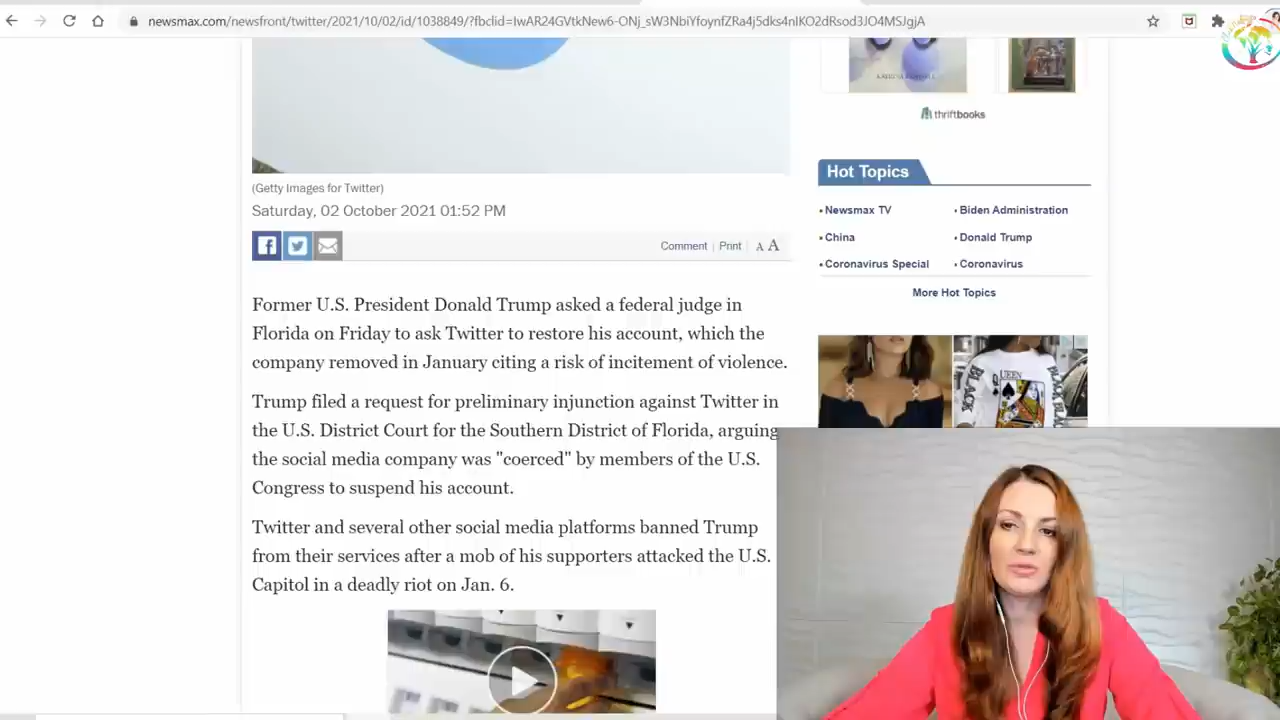 newsmax.com/newsfront/twitter/2021/10/02/id/1038849/?fbclid=IwAR24GVtkNew6-ONj_sW3NbiYfoynfZRa4j5dks4nIKO2dRsod3JO4MSJgjA
thriftbooks
(Getty Images for Twitter)
Saturday, 02 October 2021 01:52 PM
Comment | Print | A A
Former U.S. President Donald Trump asked a federal judge in
Florida on Friday to ask Twitter to restore his account, which the
company removed in January citing a risk of incitement of violence.
Trump filed a request for preliminary injunction against Twitter in
the U.S. District Court for the Southern District of Florida, arguing
the social media company was "coerced" by members of the U.S.
Congress to suspend his account.
Twitter and several other social media platforms banned Trump
from their services after a mob of his supporters attacked the U.S.
Capitol in a deadly riot on Jan. 6.
Hot Topics
• Newsmax TV
• Biden Administration
• China
• Donald Trump
• Coronavirus Special
• Coronavirus
More Hot Topics
BLACK
UEEN